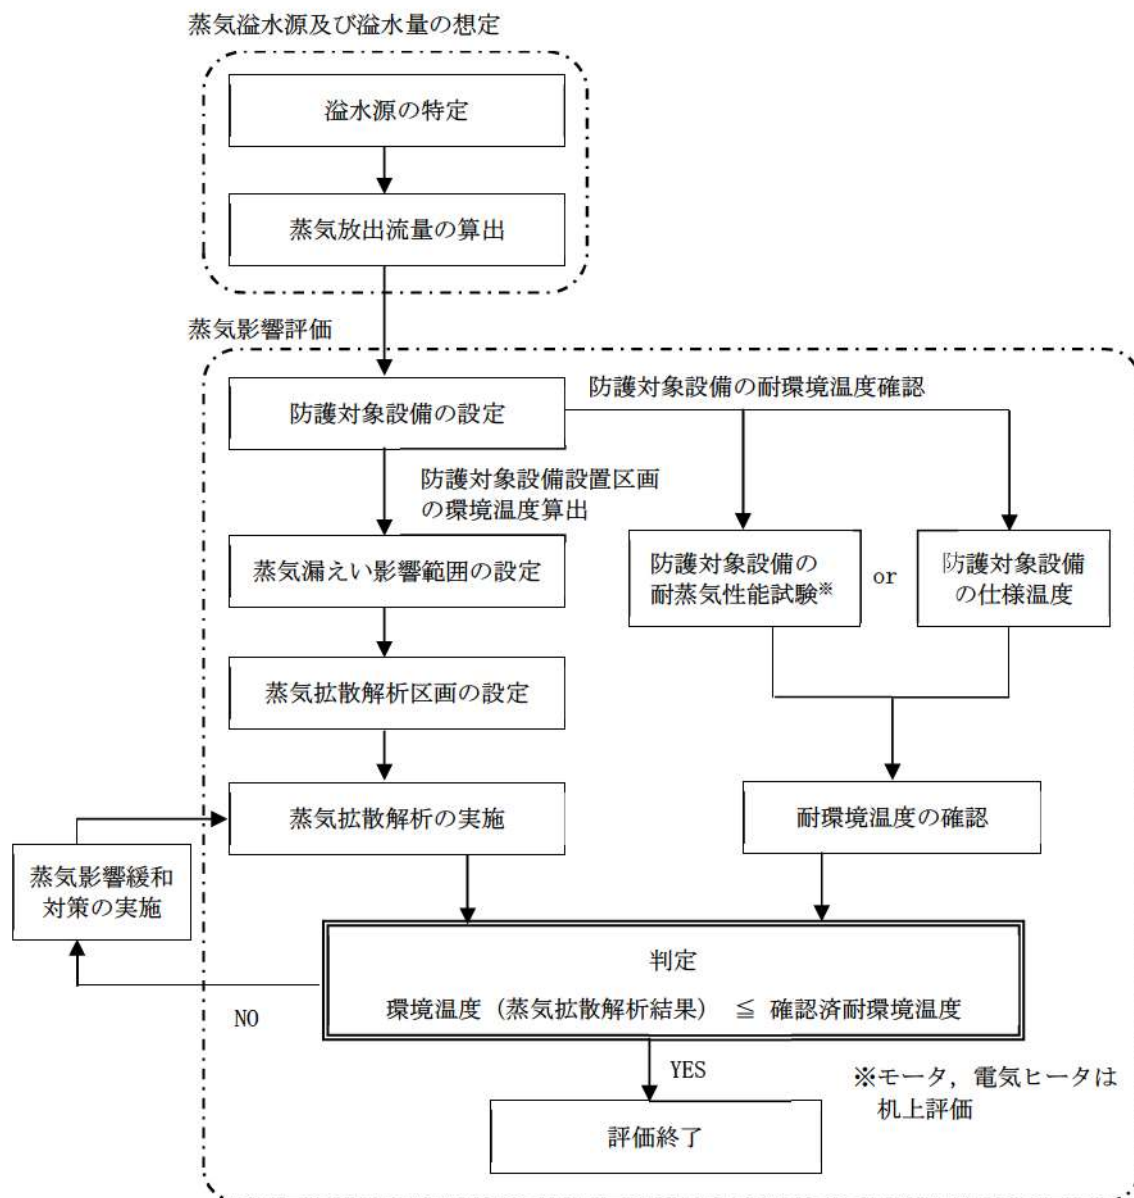 蒸気溢水源及び溢水量の想定
溢水源の特定
蒸気放出流量の算出
蒸気影響評価
防護対象設備の設定
防護対象設備の耐環境温度確認
防護対象設備設置区画
の環境温度算出
蒸気漏えい影響範囲の設定
防護対象設備の
耐蒸気性能試験※
or
防護対象設備
の仕様温度
蒸気拡散解析区画の設定
蒸気拡散解析の実施
耐環境温度の確認
蒸気影響緩和
対策の実施
判定
環境温度（蒸気拡散解析結果） ≦ 確認済耐環境温度
NO
YES
※モータ，電気ヒータは
机上評価
評価終了